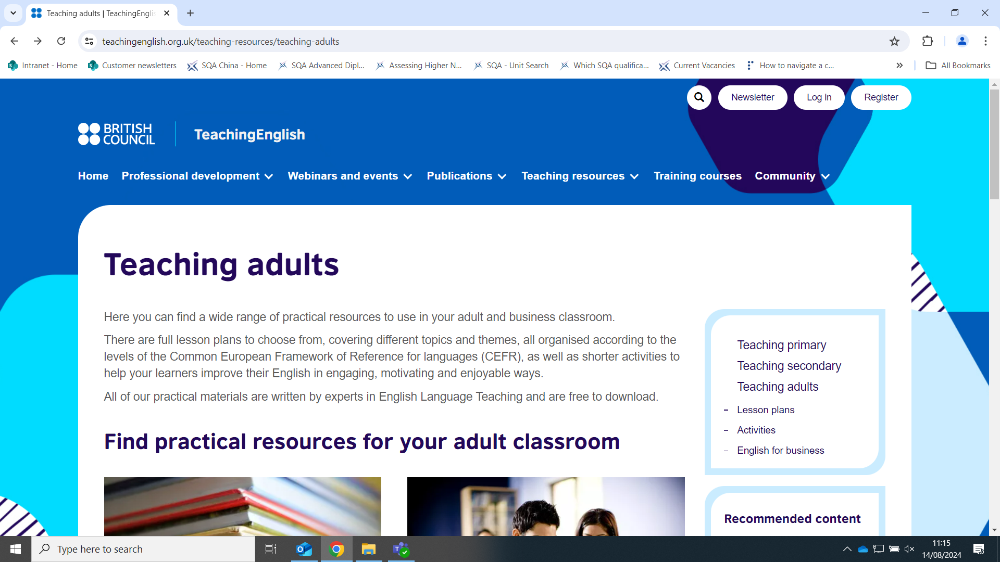 Teaching adults | TeachingEnglis
teachingenglish.org.uk/teaching-resources/teaching-adults
Intranet - Home Customer newsletters SQA China - Home SQA Advanced Dipl... Assessing Higher N... SQA - Unit Search Which SQA qualifica... Current Vacancies How to navigate a c... All Bookmarks
Newsletter Log in Register
BRITISH
COUNCIL
TeachingEnglish
Home Professional development Webinars and events Publications Teaching resources Training courses Community
Teaching adults
Here you can find a wide range of practical resources to use in your adult and business classroom.
There are full lesson plans to choose from, covering different topics and themes, all organised according to the
levels of the Common European Framework of Reference for languages (CEFR), as well as shorter activities to
help your learners improve their English in engaging, motivating and enjoyable ways.
All of our practical materials are written by experts in English Language Teaching and are free to download.
Find practical resources for your adult classroom
Teaching primary
Teaching secondary
Teaching adults
– Lesson plans
– Activities
– English for business
Recommended content
Type here to search
11:15
14/08/2024